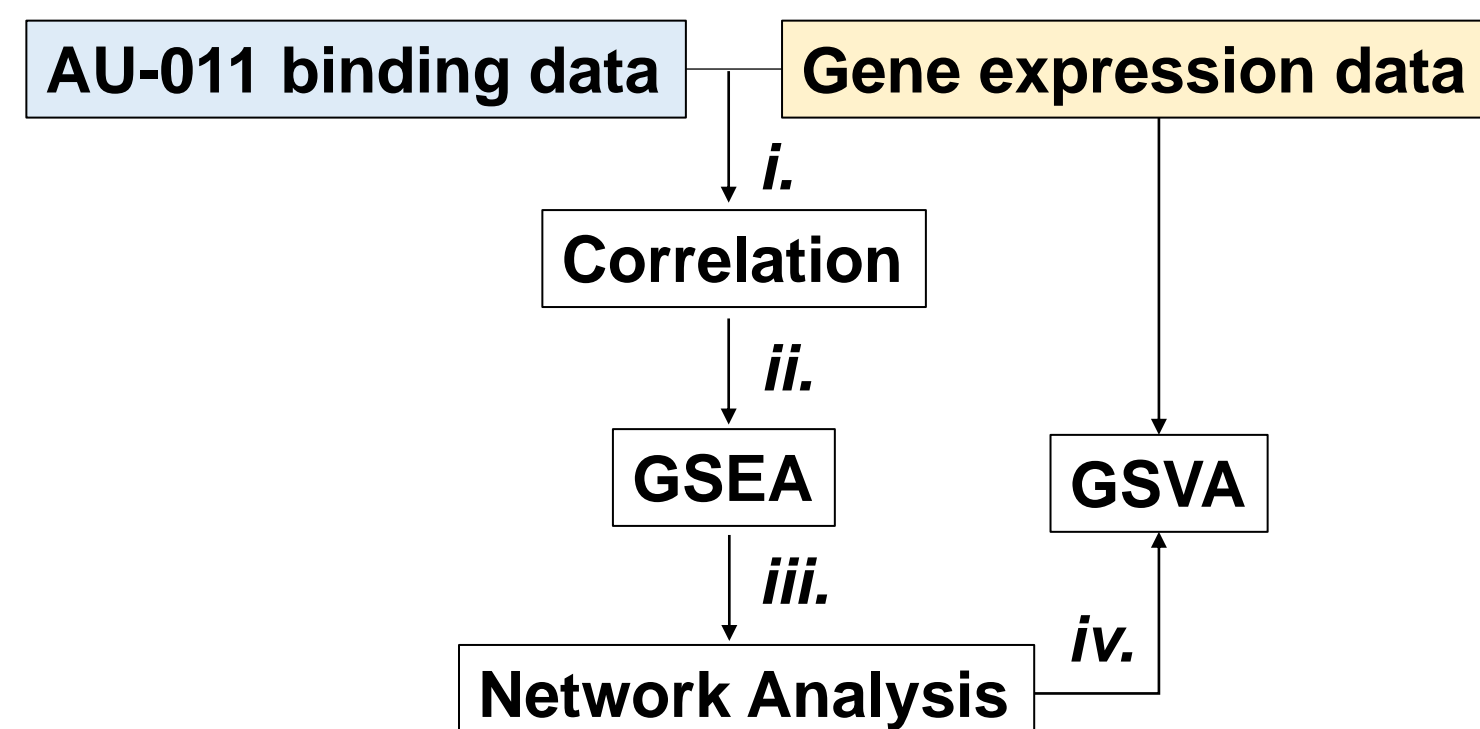 AU-011 binding data
Gene expression data
i.
Correlation
ii.
GSEA
GSVA
iii.
iv.
Network Analysis